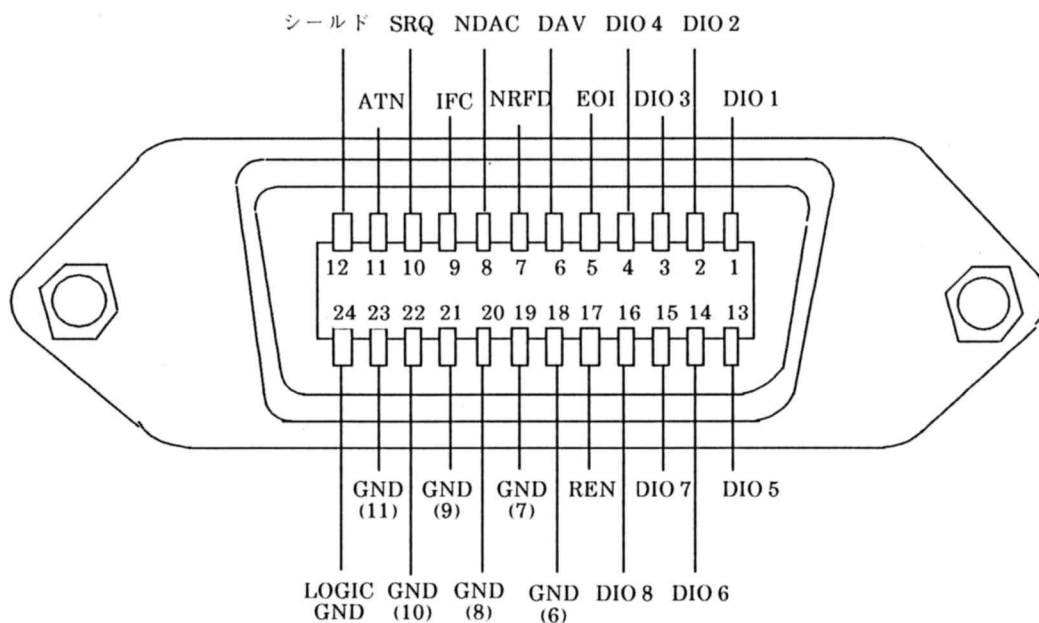 シールド SRQ NDAC DAV DIO 4 DIO 2
ATN IFC NRFD EOI DIO 3 DIO 1
12 11 10 9 8 7 6 5 4 3 2 1
24 23 22 21 20 19 18 17 16 15 14 13
GND (11) GND (9) GND (7) REN DIO 7 DIO 5
LOGIC GND GND (10) GND (8) GND (6) DIO 8 DIO 6